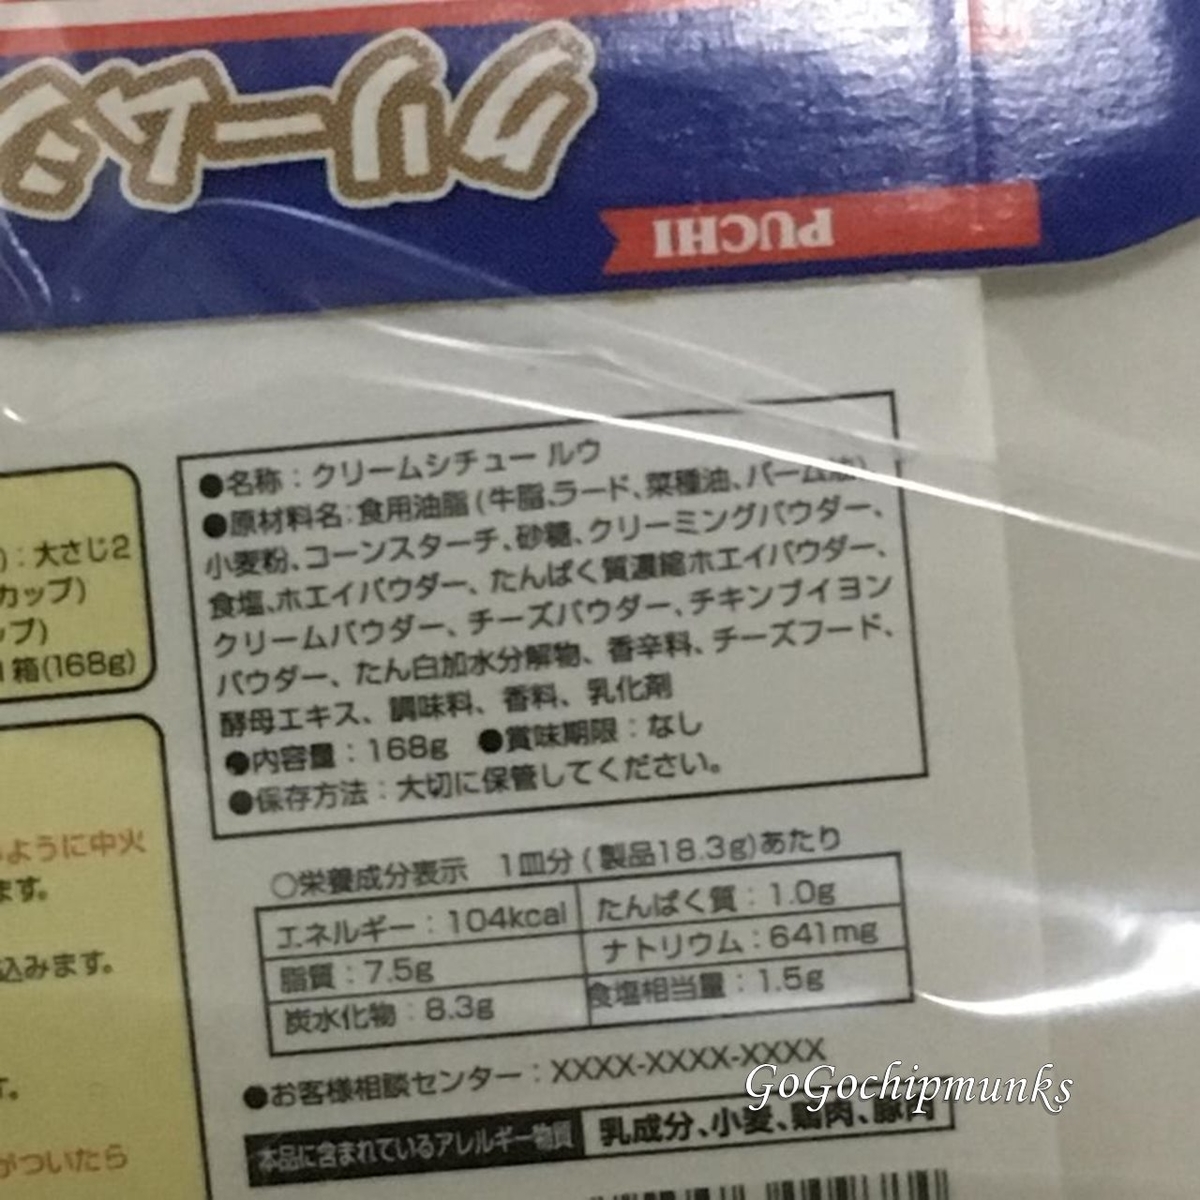 クリームシ
PUCHI
●名称：クリームシチュー ルウ
●原材料名：食用油脂(牛脂、ラード、菜種油、パーム油)、
小麦粉、コーンスターチ、砂糖、クリーミングパウダー、
食塩、ホエイパウダー、たんぱく質濃縮ホエイパウダー、
クリームパウダー、チーズパウダー、チキンブイヨン
パウダー、たん白加水分解物、香辛料、チーズフード、
酵母エキス、調味料、香料、乳化剤
●内容量：168g ●賞味期限：なし
●保存方法：大切に保管してください。
)：大さじ2
カップ)
ップ)
1箱(168g)
ように中火
ます。
込みます。
す。
がついたら
○栄養成分表示 1皿分(製品18.3g)あたり
エネルギー：104kcal たんぱく質：1.0g
脂質：7.5g ナトリウム：641mg
炭水化物：8.3g 食塩相当量：1.5g
●お客様相談センター：XXXX-XXXX-XXXX
GoGochipmunks
本品に含まれているアレルギー物質 乳成分、小麦、鶏肉、豚肉